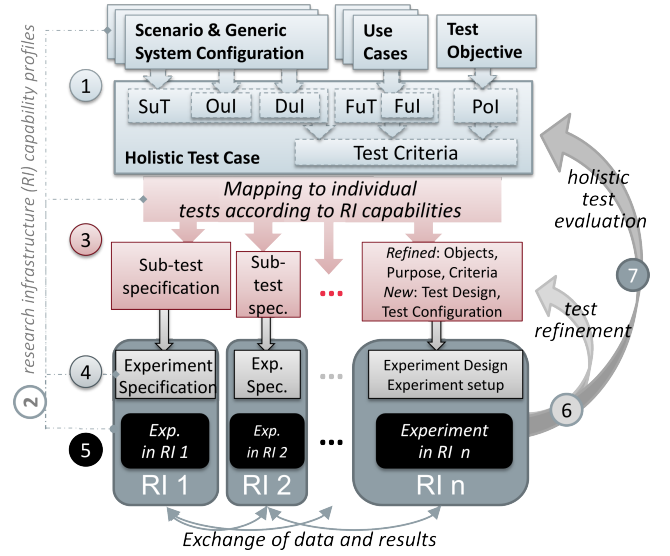 Scenario & Generic
System Configuration
Use
Cases
Test
Objective
1
SuT
OuI
DuI
FuT
FuI
PoI
Holistic Test Case
Test Criteria
research infrastructure (RI) capability profiles
2
Mapping to individual
tests according to RI capabilities
holistic
test
evaluation
3
Sub-test
specification
Sub-
test
spec.
...
Refined: Objects,
Purpose, Criteria
New: Test Design,
Test Configuration
7
test
refinement
4
Experiment
Specification
Exp.
Spec.
...
Experiment Design
Experiment setup
6
5
Exp.
in RI 1
Exp.
in RI 2
...
Experiment
in RI n
RI 1
RI 2
RI n
Exchange of data and results